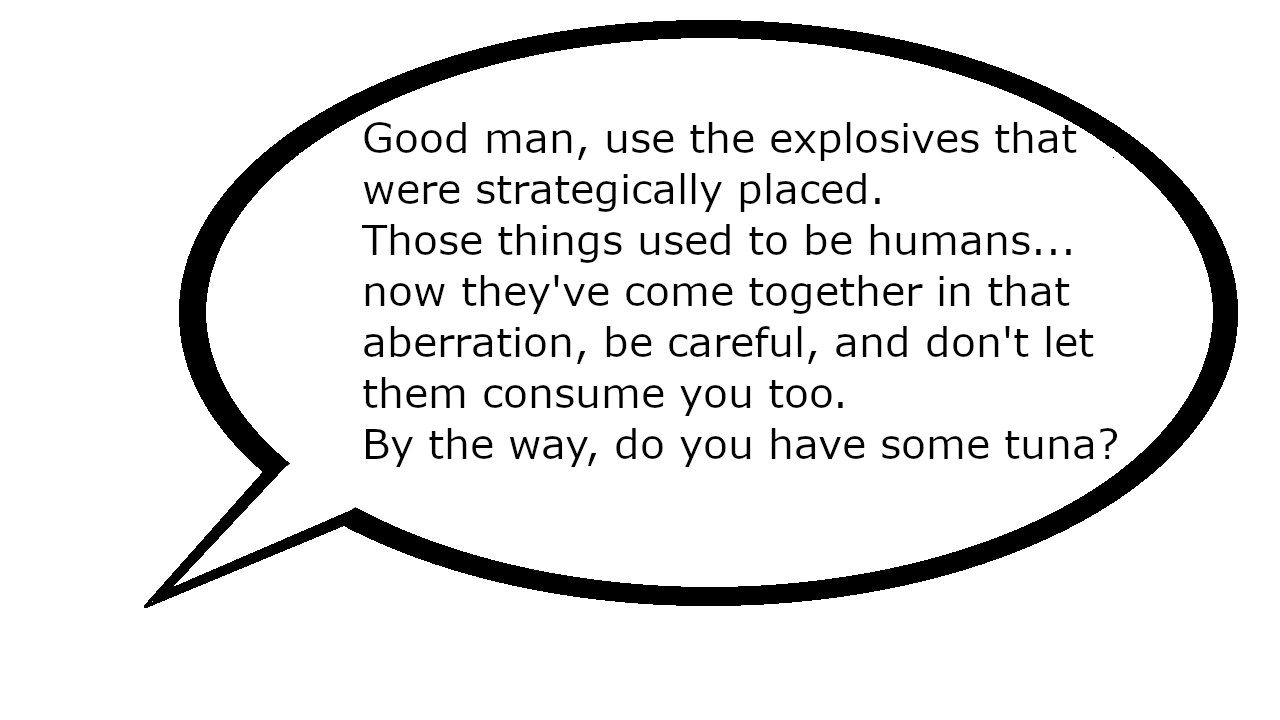 Good man, use the explosives that
were strategically placed.
Those things used to be humans...
now they've come together in that
aberration, be careful, and don't let
them consume you too.
By the way, do you have some tuna?